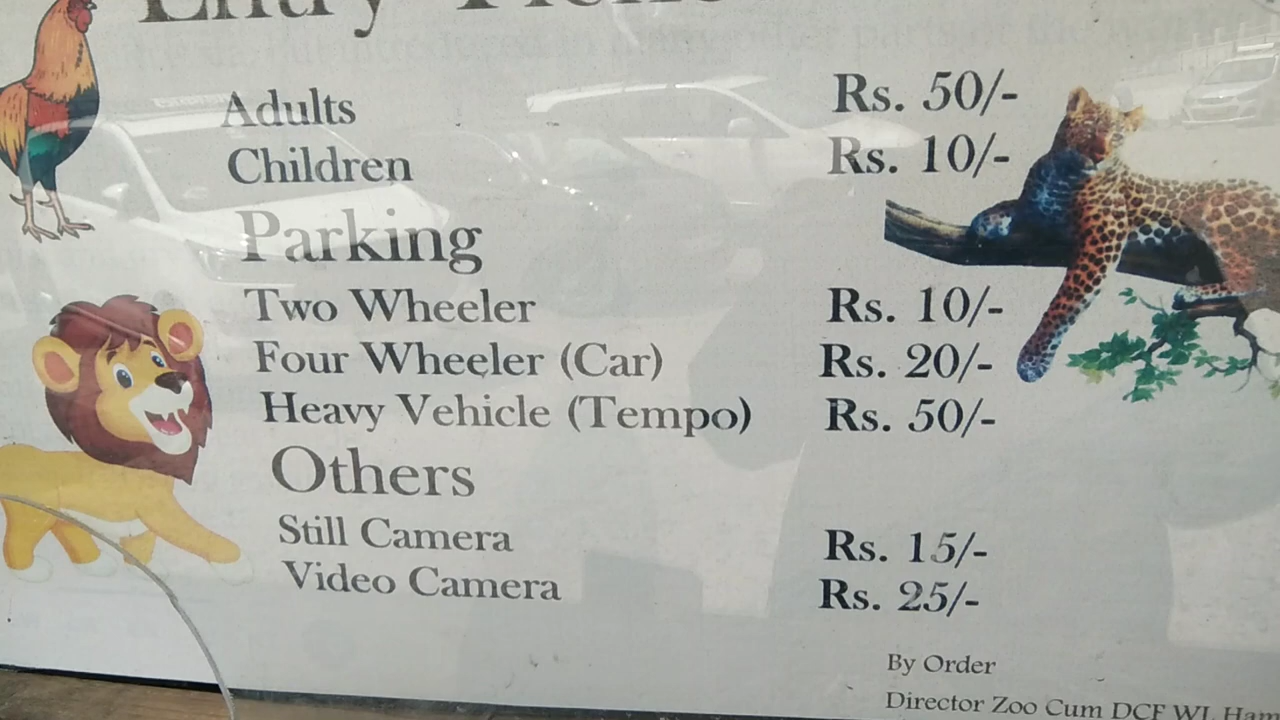 Entry
Adults Rs. 50/-
Children Rs. 10/-
Parking
Two Wheeler Rs. 10/-
Four Wheeler (Car) Rs. 20/-
Heavy Vehicle (Tempo) Rs. 50/-
Others
Still Camera Rs. 15/-
Video Camera Rs. 25/-
By Order
Director Zoo Cum DCF WL